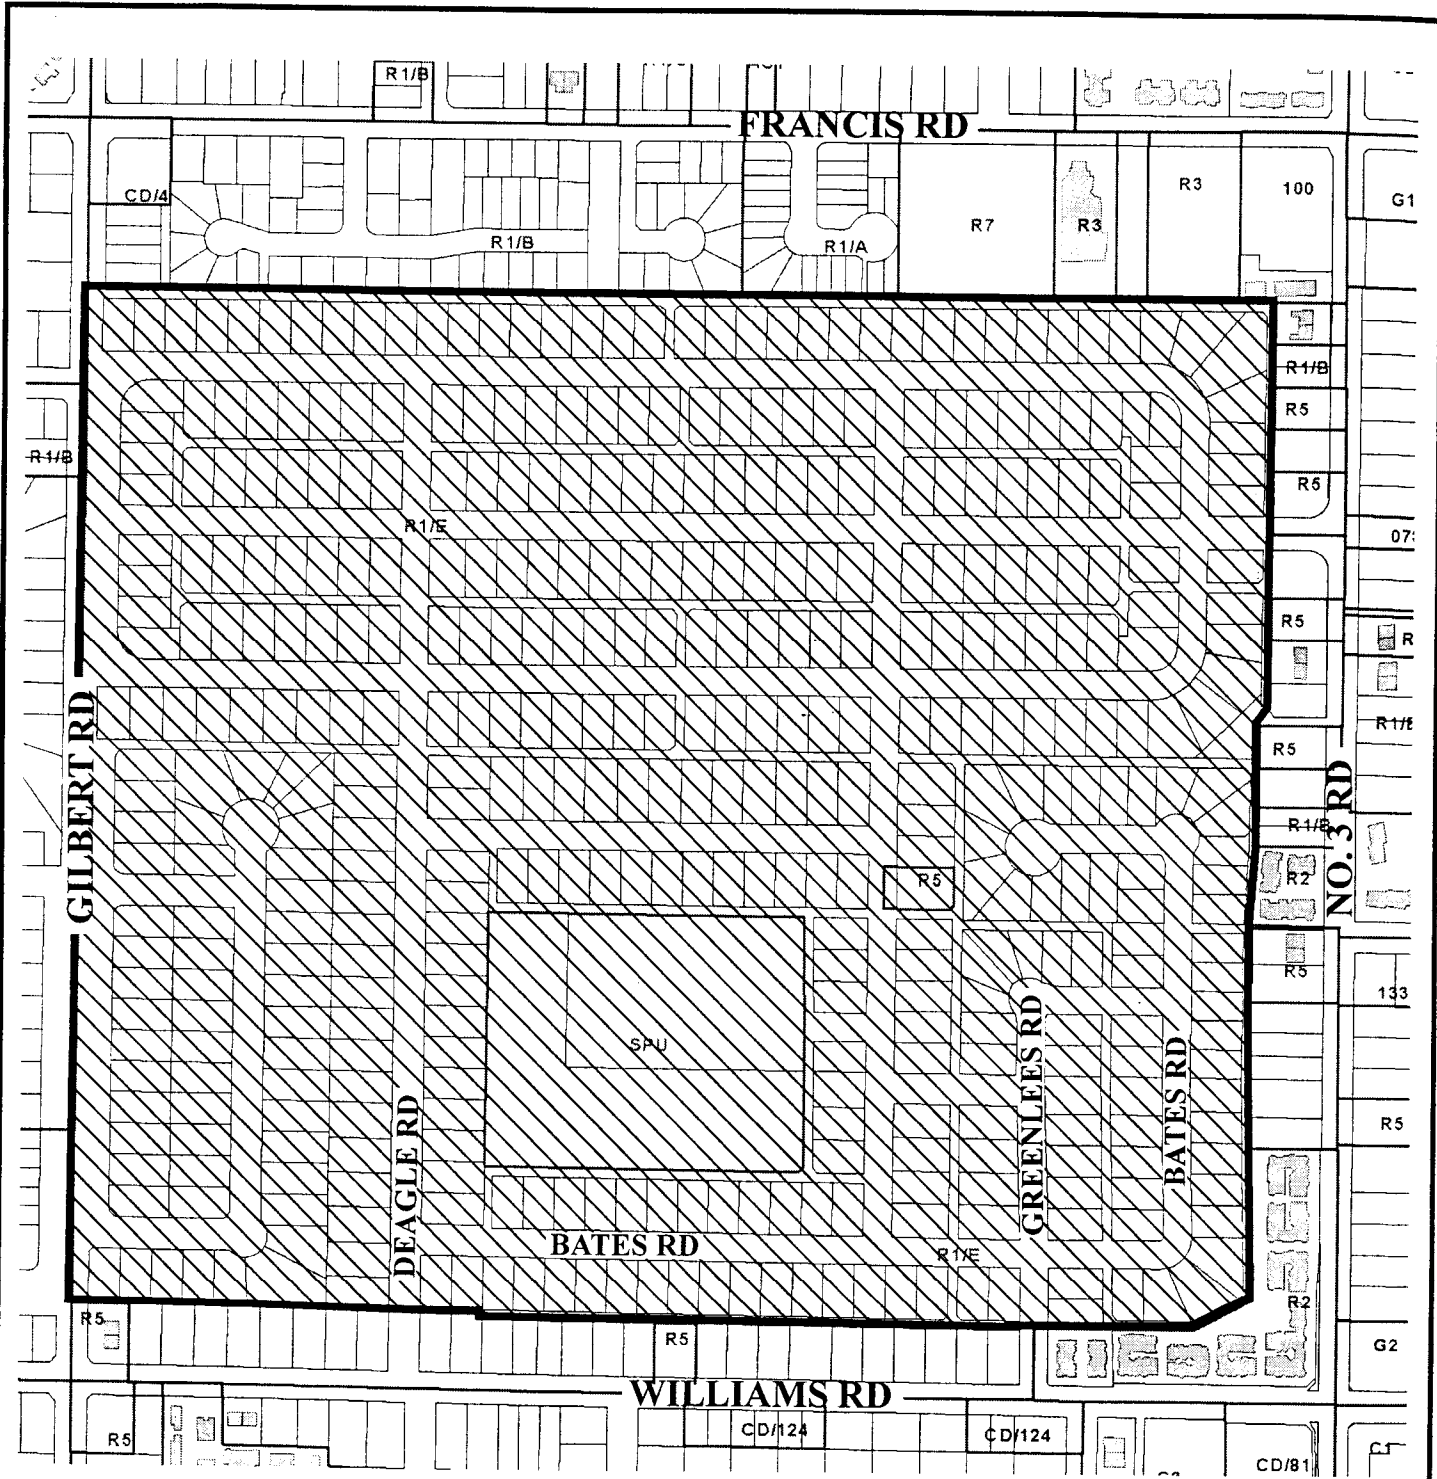 R1/B
FRANCIS RD
CD/4
R1/B
R1/A
R7
R3
R3
100
G1
R1/B
R5
R1/B
R5
R1/E
R5
R1/E
GILBERT RD
R5
NO. 3 RD
R1/B
R2
R5
R5
133
SPU
DEAGLE RD
GREENLEES RD
BATES RD
R5
BATES RD
R1/E
R2
R5
R5
G2
WILLIAMS RD
R5
CD/124
CD/124
CD/81